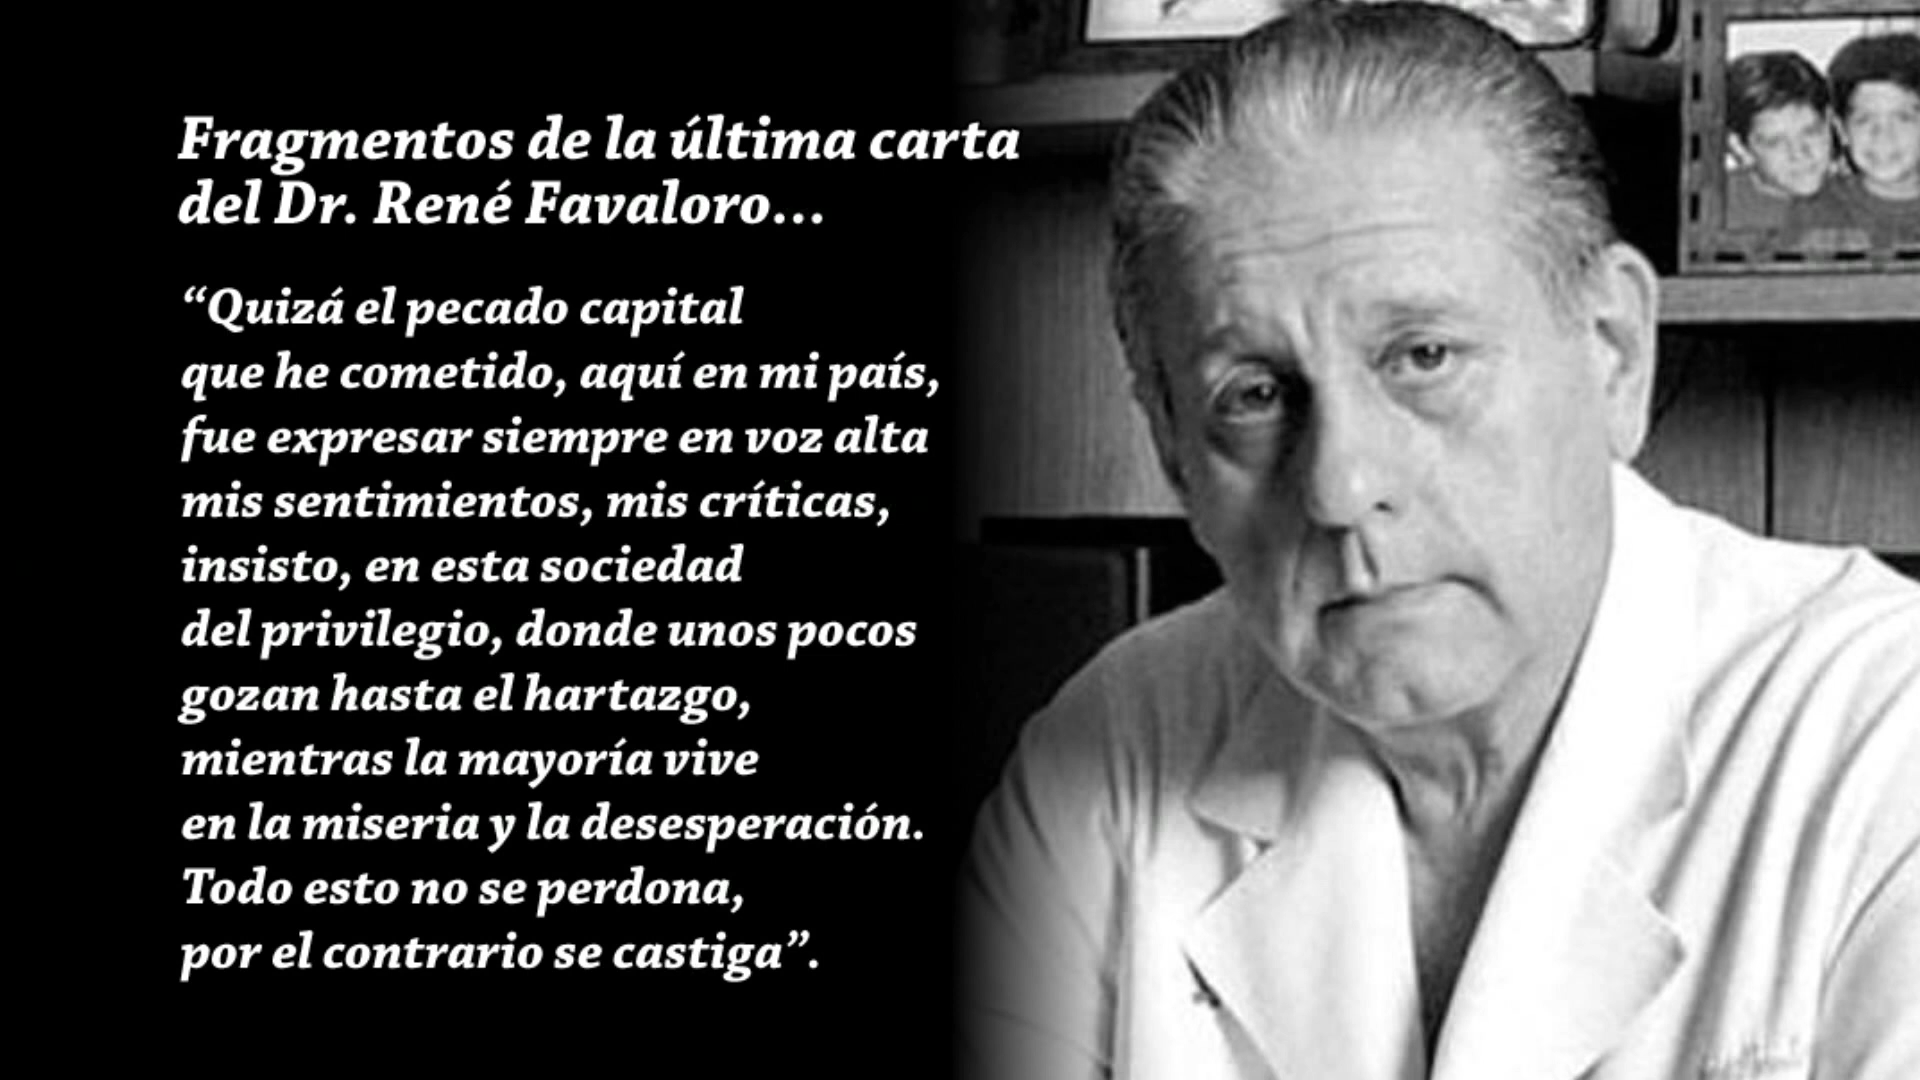 Fragmentos de la última carta
del Dr. René Favaloro...
“Quizá el pecado capital
que he cometido, aquí en mi país,
fue expresar siempre en voz alta
mis sentimientos, mis críticas,
insisto, en esta sociedad
del privilegio, donde unos pocos
gozan hasta el hartazgo,
mientras la mayoría vive
en la miseria y la desesperación.
Todo esto no se perdona,
por el contrario se castiga”.